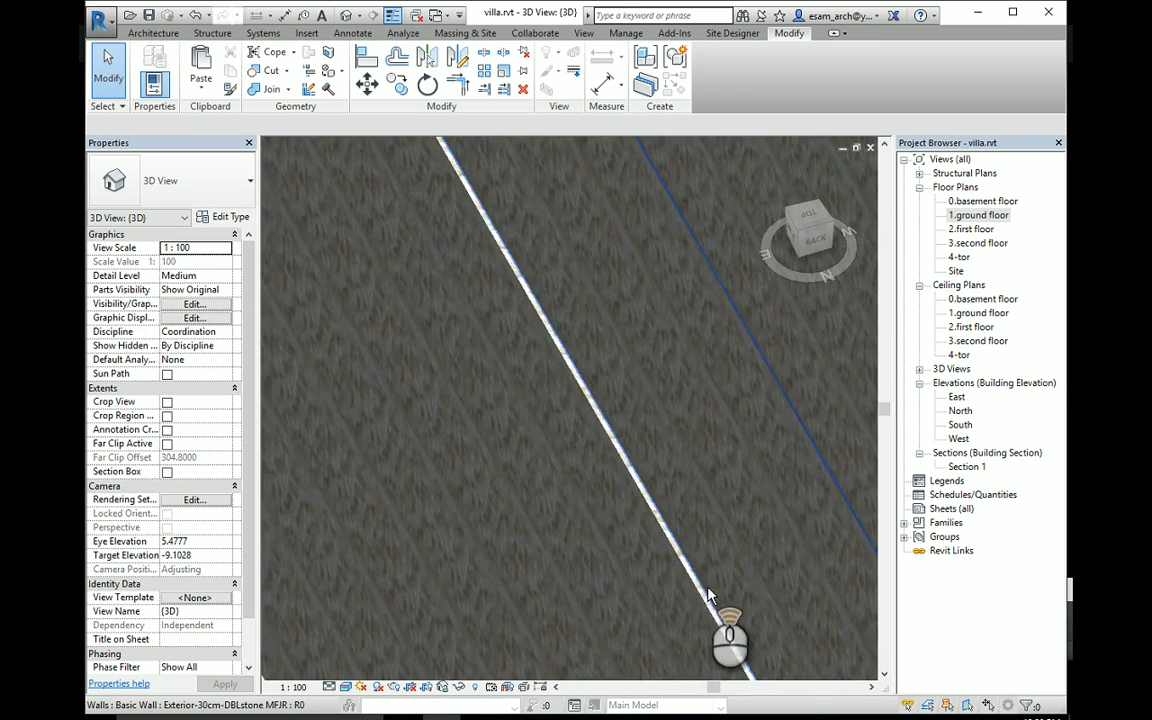 villa.rvt - 3D View: {3D}
Type a keyword or phrase
esam_arch@y...
Architecture Structure Systems Insert Annotate Analyze Massing & Site Collaborate View Manage Add-Ins Site Designer Modify
Modify
Paste
Cope
Cut
Join
Select Properties Clipboard Geometry Modify View Measure Create
Properties
3D View
3D View: {3D}
Edit Type
Graphics
View Scale 1 : 100
Scale Value 1: 100
Detail Level Medium
Parts Visibility Show Original
Visibility/Grap... Edit...
Graphic Displ... Edit...
Discipline Coordination
Show Hidden ... By Discipline
Default Analy... None
Sun Path
Extents
Crop View
Crop Region ...
Annotation Cr...
Far Clip Active
Far Clip Offset 304.8000
Section Box
Camera
Rendering Set... Edit...
Locked Orient...
Perspective
Eye Elevation 5.4777
Target Elevation -9.1028
Camera Positi... Adjusting
Identity Data
View Template <None>
View Name {3D}
Dependency Independent
Title on Sheet
Phasing
Phase Filter Show All
Properties help
Apply
TOP
BACK
N
Project Browser - villa.rvt
Views (all)
Structural Plans
Floor Plans
0.basement floor
1.ground floor
2.first floor
3.second floor
4-tor
Site
Ceiling Plans
0.basement floor
1.ground floor
2.first floor
3.second floor
4-tor
3D Views
Elevations (Building Elevation)
East
North
South
West
Sections (Building Section)
Section 1
Legends
Schedules/Quantities
Sheets (all)
Families
Groups
Revit Links
1 : 100
Walls : Basic Wall : Exterior-30cm-DBLstone MFJR : R0
:0
Main Model
:0